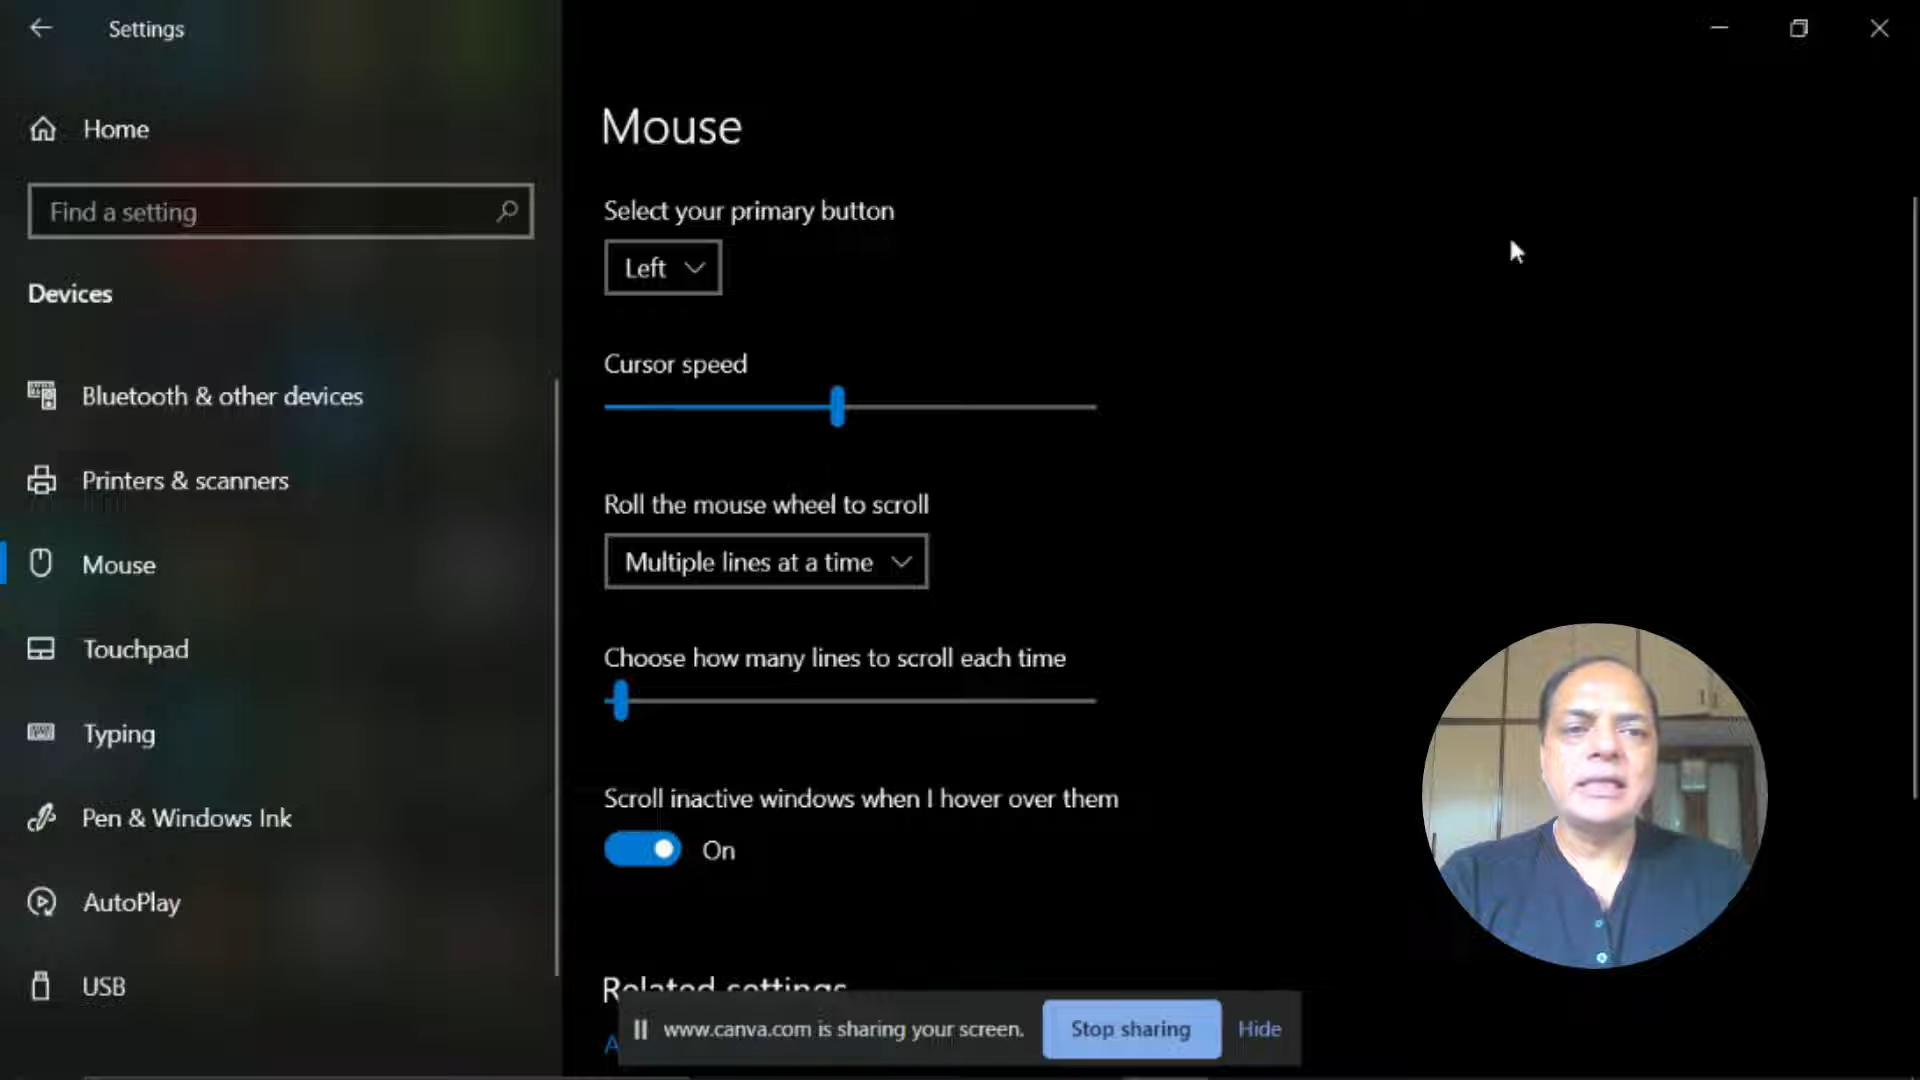 Settings
Home
Find a setting
Devices
Bluetooth & other devices
Printers & scanners
Mouse
Touchpad
Typing
Pen & Windows Ink
AutoPlay
USB
Mouse
Select your primary button
Left
Cursor speed
Roll the mouse wheel to scroll
Multiple lines at a time
Choose how many lines to scroll each time
Scroll inactive windows when I hover over them
On
Related settings
www.canva.com is sharing your screen.
Stop sharing
Hide